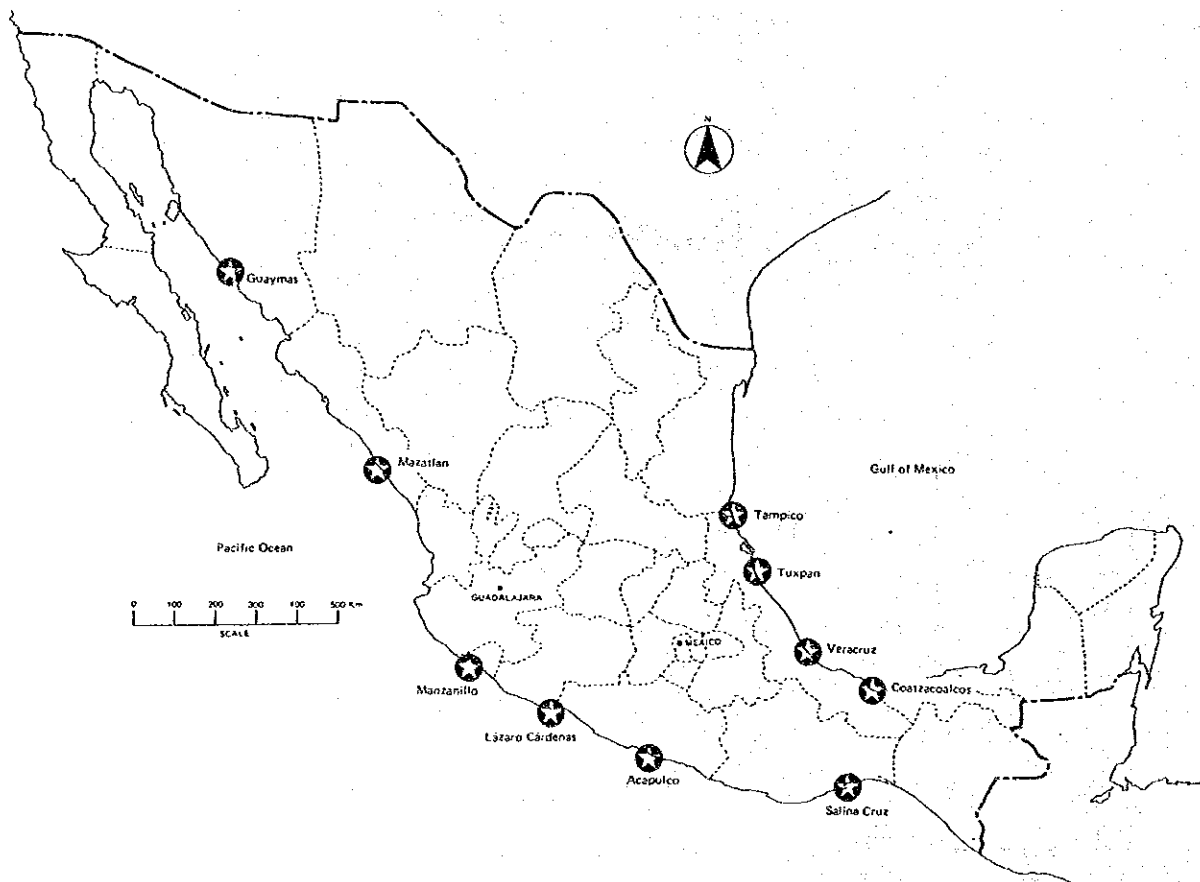 N
Guaymas
Mazatlan
Gulf of Mexico
Tampico
Pacific Ocean
Tuxpan
GUADALAJARA
0 100 200 300 400 500 Km
SCALE
MEXICO
Veracruz
Manzanillo
Coatzacoalcos
Lázaro Cárdenas
Acapulco
Salina Cruz